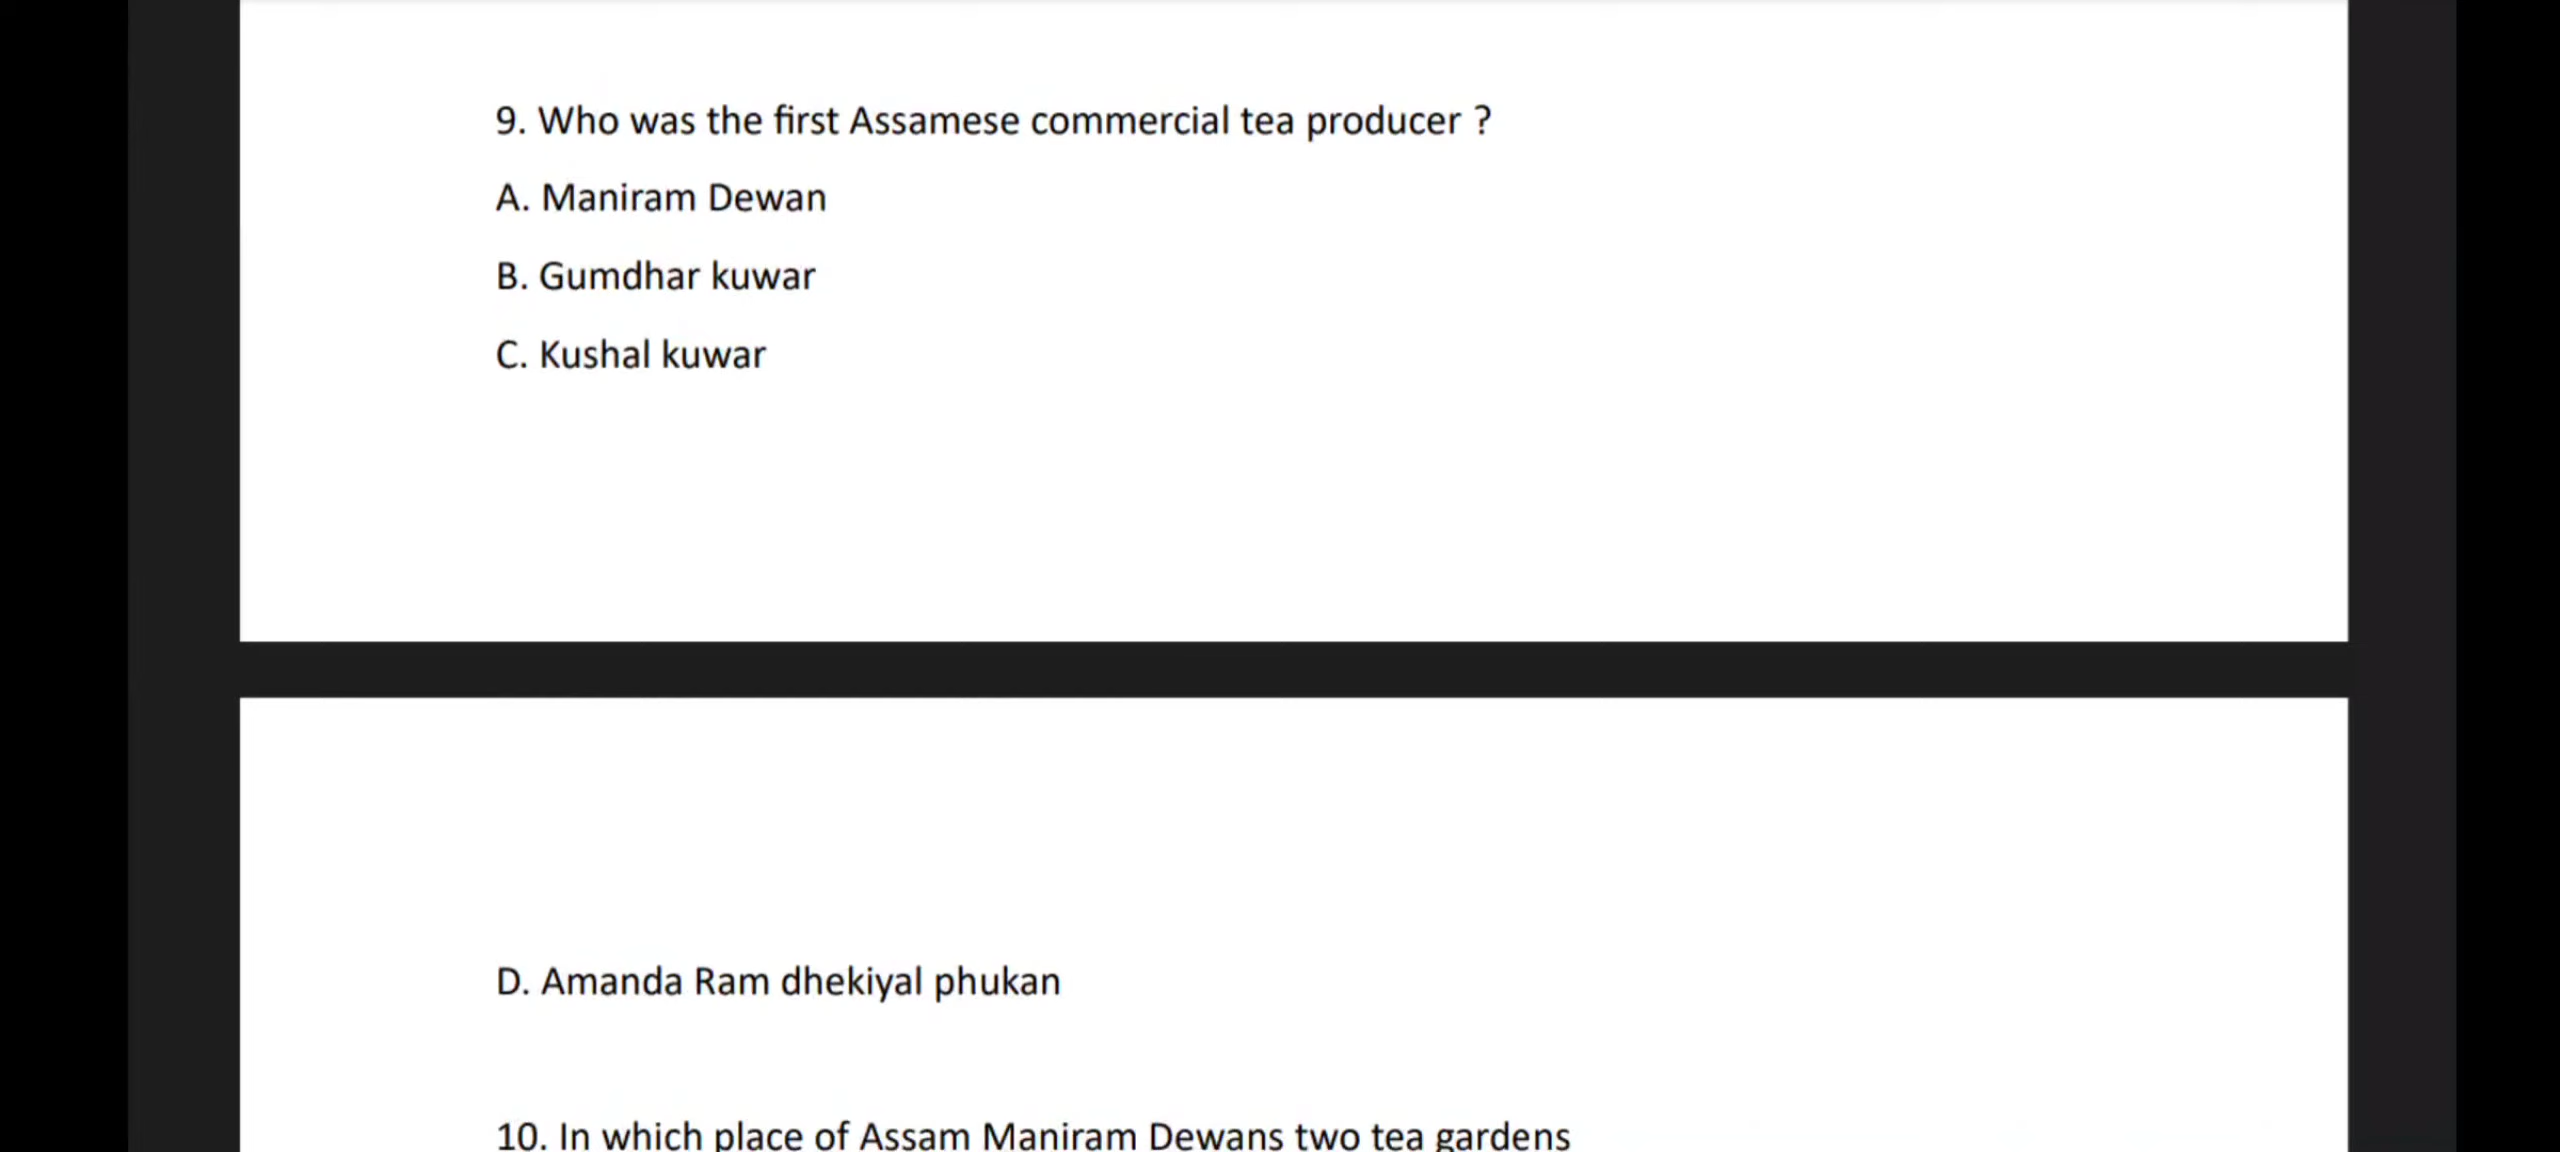 9. Who was the first Assamese commercial tea producer ?
A. Maniram Dewan
B. Gumdhar kuwar
C. Kushal kuwar
D. Amanda Ram dhekiyal phukan
10. In which place of Assam Maniram Dewans two tea gardens